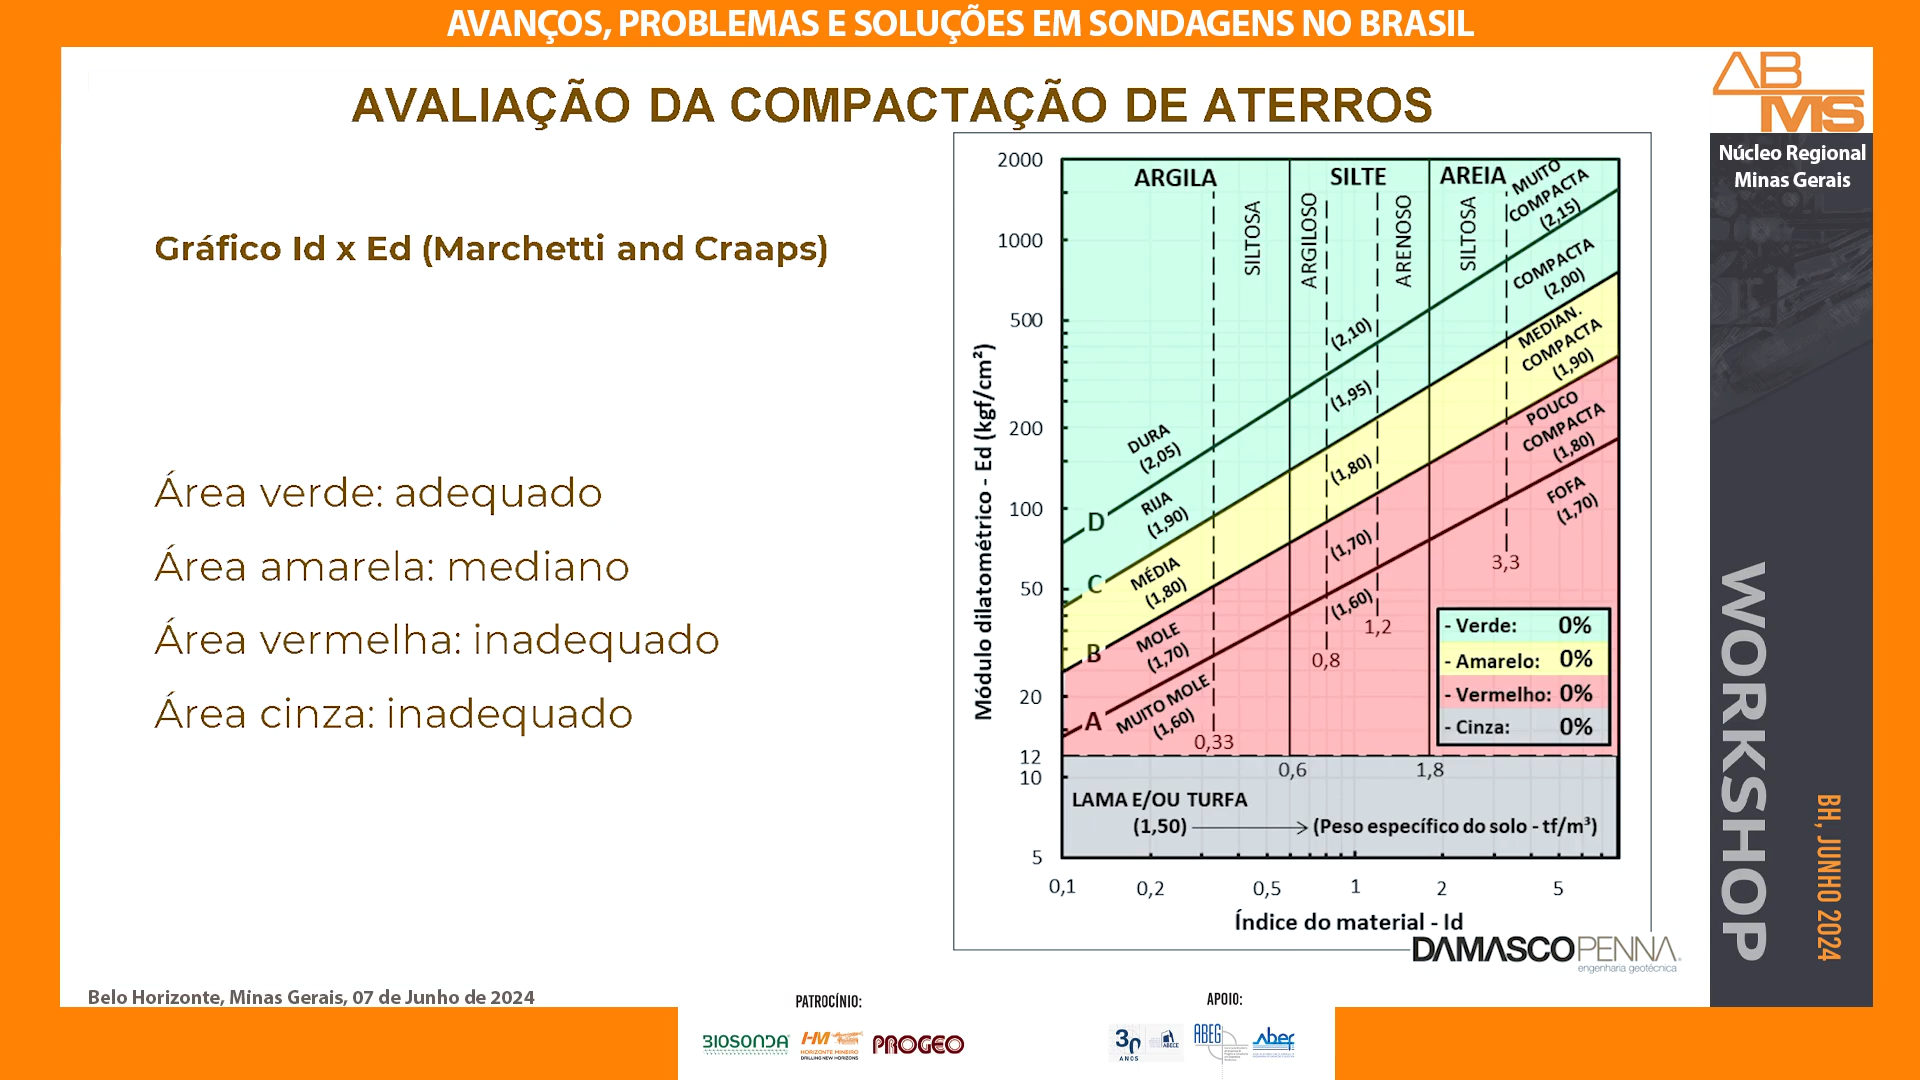 AVANÇOS, PROBLEMAS E SOLUÇÕES EM SONDAGENS NO BRASIL
AVALIAÇÃO DA COMPACTAÇÃO DE ATERROS
ABMS
Núcleo Regional
Minas Gerais
WORKSHOP
BH, JUNHO 2024
Gráfico Id x Ed (Marchetti and Craaps)
Área verde: adequado
Área amarela: mediano
Área vermelha: inadequado
Área cinza: inadequado
Módulo dilatométrico - Ed (kgf/cm²)
2000
1000
500
200
100
50
20
12
10
5
ARGILA
SILTE
AREIA
SILTOSA
ARGILOSO
ARENOSO
SILTOSA
MUITO
COMPACTA
(2,15)
COMPACTA
(2,00)
MEDIAN.
COMPACTA
(1,90)
POUCO
COMPACTA
(1,80)
FOFA
(1,70)
(2,10)
(1,95)
(1,80)
(1,70)
(1,60)
DURA
(2,05)
D
RIJA
(1,90)
C
MÉDIA
(1,80)
B
MOLE
(1,70)
A
MUITO MOLE
(1,60)
0,33
0,6
0,8
1,2
1,8
3,3
- Verde: 0%
- Amarelo: 0%
- Vermelho: 0%
- Cinza: 0%
LAMA E/OU TURFA
(1,50) (Peso específico do solo - tf/m³)
0,1 0,2 0,5 1 2 5
Índice do material - Id
DAMASCOPENNA
engenharia geotécnica
Belo Horizonte, Minas Gerais, 07 de Junho de 2024
PATROCÍNIO:
BIOSONDA
HM
HORIZONTE MINEIRO
DRILLING NEW HORIZONS
PROGEO
APOIO:
30
ANOS
ABECE
ABEG
abef